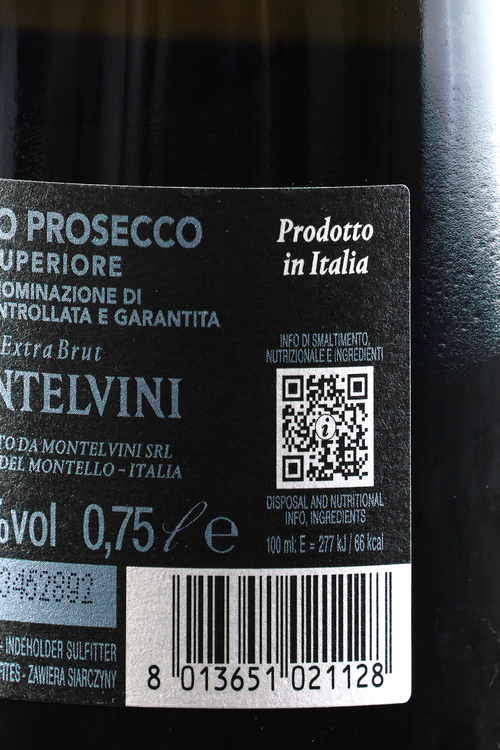 O PROSECCO
UPERIORE
NOMINAZIONE DI
NTROLLATA E GARANTITA
Extra Brut
NTELVINI
TO DA MONTELVINI SRL
DEL MONTELLO - ITALIA
%vol 0,75 ℓ e
Prodotto
in Italia
INFO DI SMALTIMENTO,
NUTRIZIONALE E INGREDIENTI
i
DISPOSAL AND NUTRITIONAL
INFO, INGREDIENTS
100 ml: E = 277 kJ / 66 kcal
- INDEHOLDER SULFITTER
- ZAWIERA SIARCZYNY
8 013651 021128